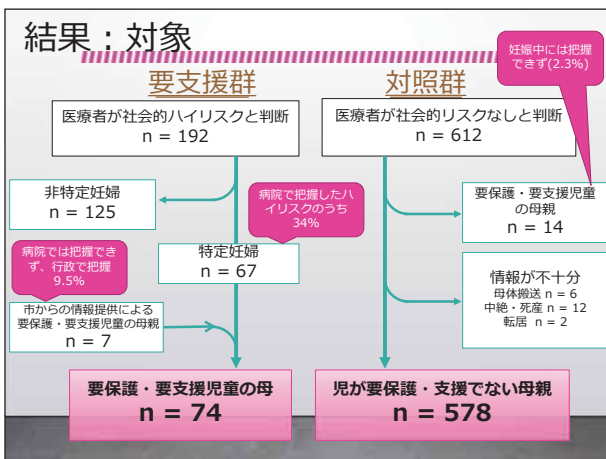 結果：対象
妊娠中には把握
できず(2.3%)
要支援群
対照群
医療者が社会的ハイリスクと判断
n = 192
医療者が社会的リスクなしと判断
n = 612
非特定妊婦
n = 125
病院で把握したハ
イリスクのうち
34%
要保護・要支援児童
の母親
n = 14
特定妊婦
n = 67
病院では把握でき
ず、行政で把握
9.5%
情報が不十分
母体搬送 n = 6
中絶・死産 n = 12
転居 n = 2
市からの情報提供による
要保護・要支援児童の母親
n = 7
要保護・要支援児童の母
n = 74
児が要保護・支援でない母親
n = 578